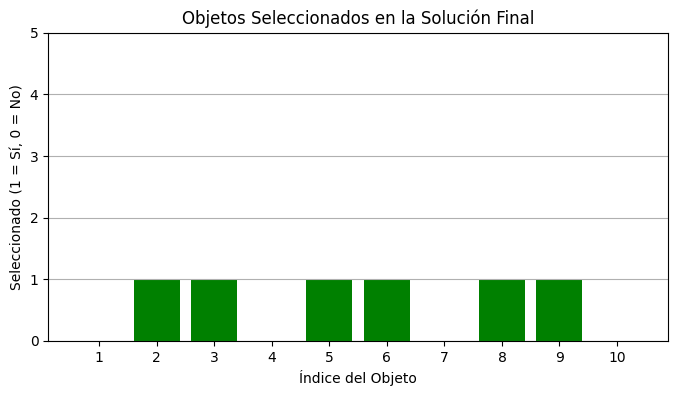 Objetos Seleccionados en la Solución Final
Seleccionado (1 = Sí, 0 = No)
5
4
3
2
1
0
1 2 3 4 5 6 7 8 9 10
Índice del Objeto